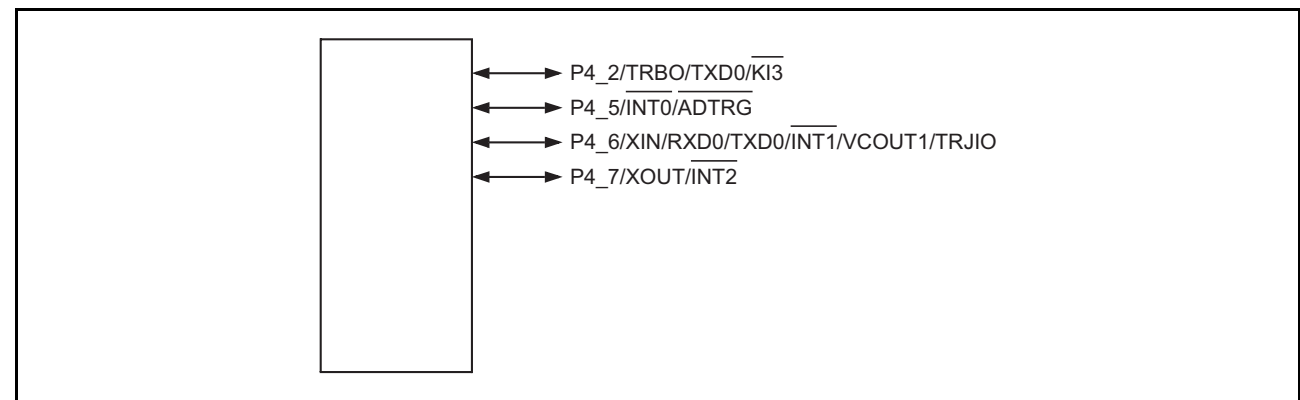 P4_2/TRBO/TXD0/KI3
P4_5/INT0/ADTRG
P4_6/XIN/RXD0/TXD0/INT1/VCOUT1/TRJIO
P4_7/XOUT/INT2